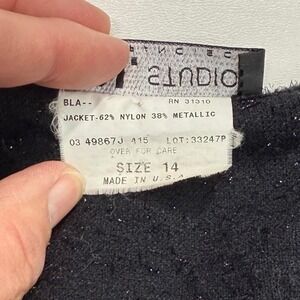 STUDIO
BLA-- RN 31310
JACKET-62% NYLON 38% METALLIC
03 49867J 415 LOT:33247P
OVER FOR CARE
SIZE 14
MADE IN U.S.A